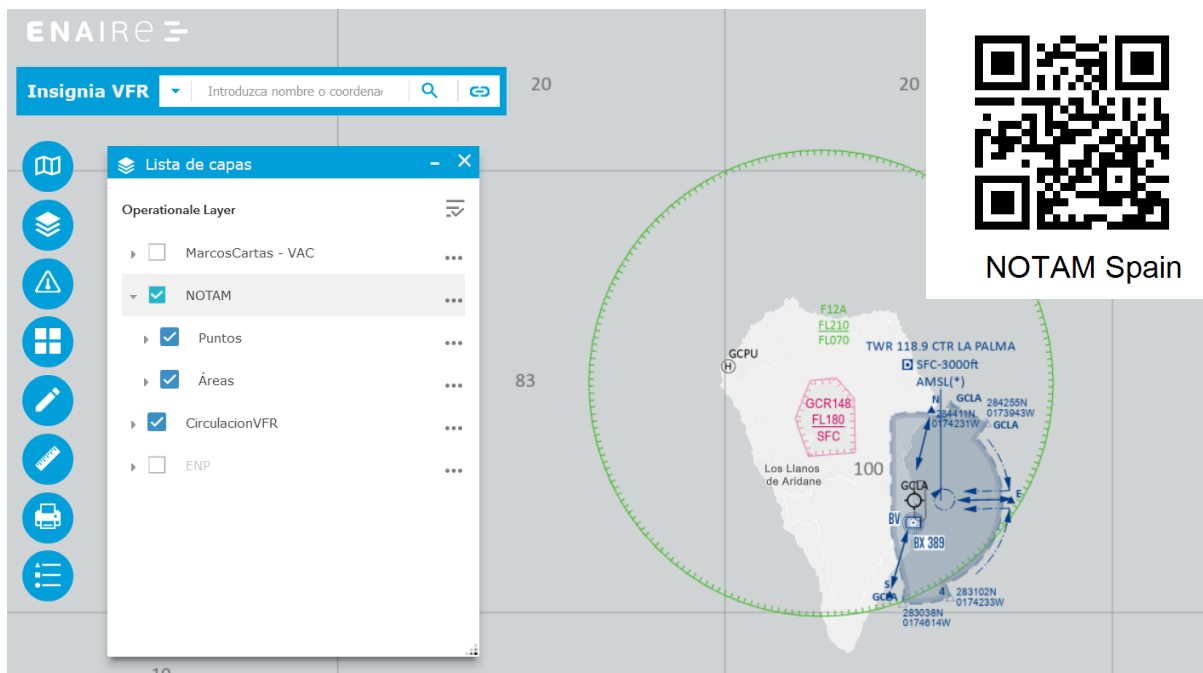 ENAIRE
Insignia VFR
Introduzca nombre o coordena
Lista de capas
Operationale Layer
MarcosCartas - VAC
NOTAM
Puntos
Áreas
CirculacionVFR
ENP
20
20
83
100
NOTAM Spain
F12A
FL210
FL070
GCPU
H
TWR 118.9 CTR LA PALMA
D SFC-3000ft
AMSL(*)
GCR148
FL180
SFC
Los Llanos
de Aridane
N
GCLA
284255N
0173943W
284411N
0174231W
GCLA
GCLA
E
BV
BX 389
S
GCLA
4
283102N
0174233W
283038N
0174614W